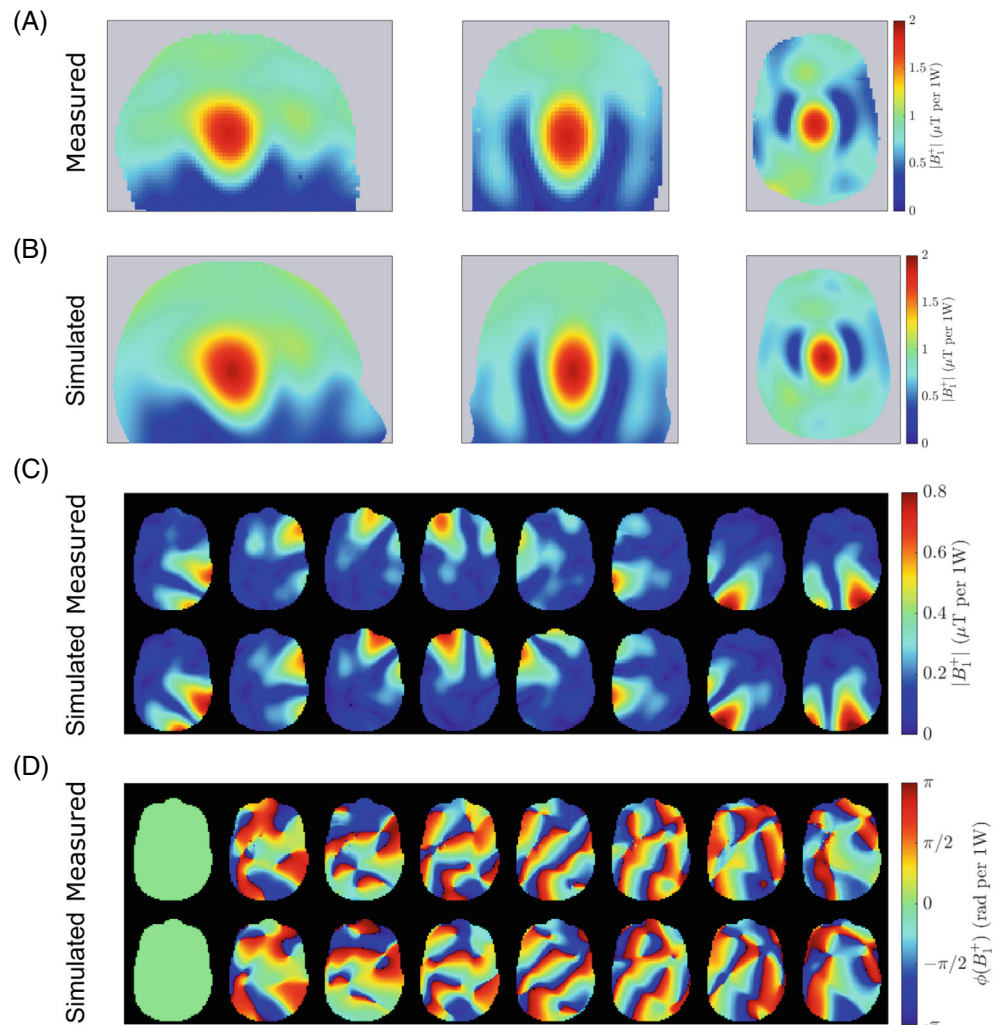 (A)
Measured
2
1.5
1
0.5
0
|B₁⁺| (μT per 1W)
(B)
Simulated
2
1.5
1
0.5
0
|B₁⁺| (μT per 1W)
(C)
Measured
Simulated
0.8
0.6
0.4
0.2
0
|B₁⁺| (μT per 1W)
(D)
Measured
Simulated
π
π/2
0
−π/2
-π
ϕ(B₁⁺) (rad per 1W)